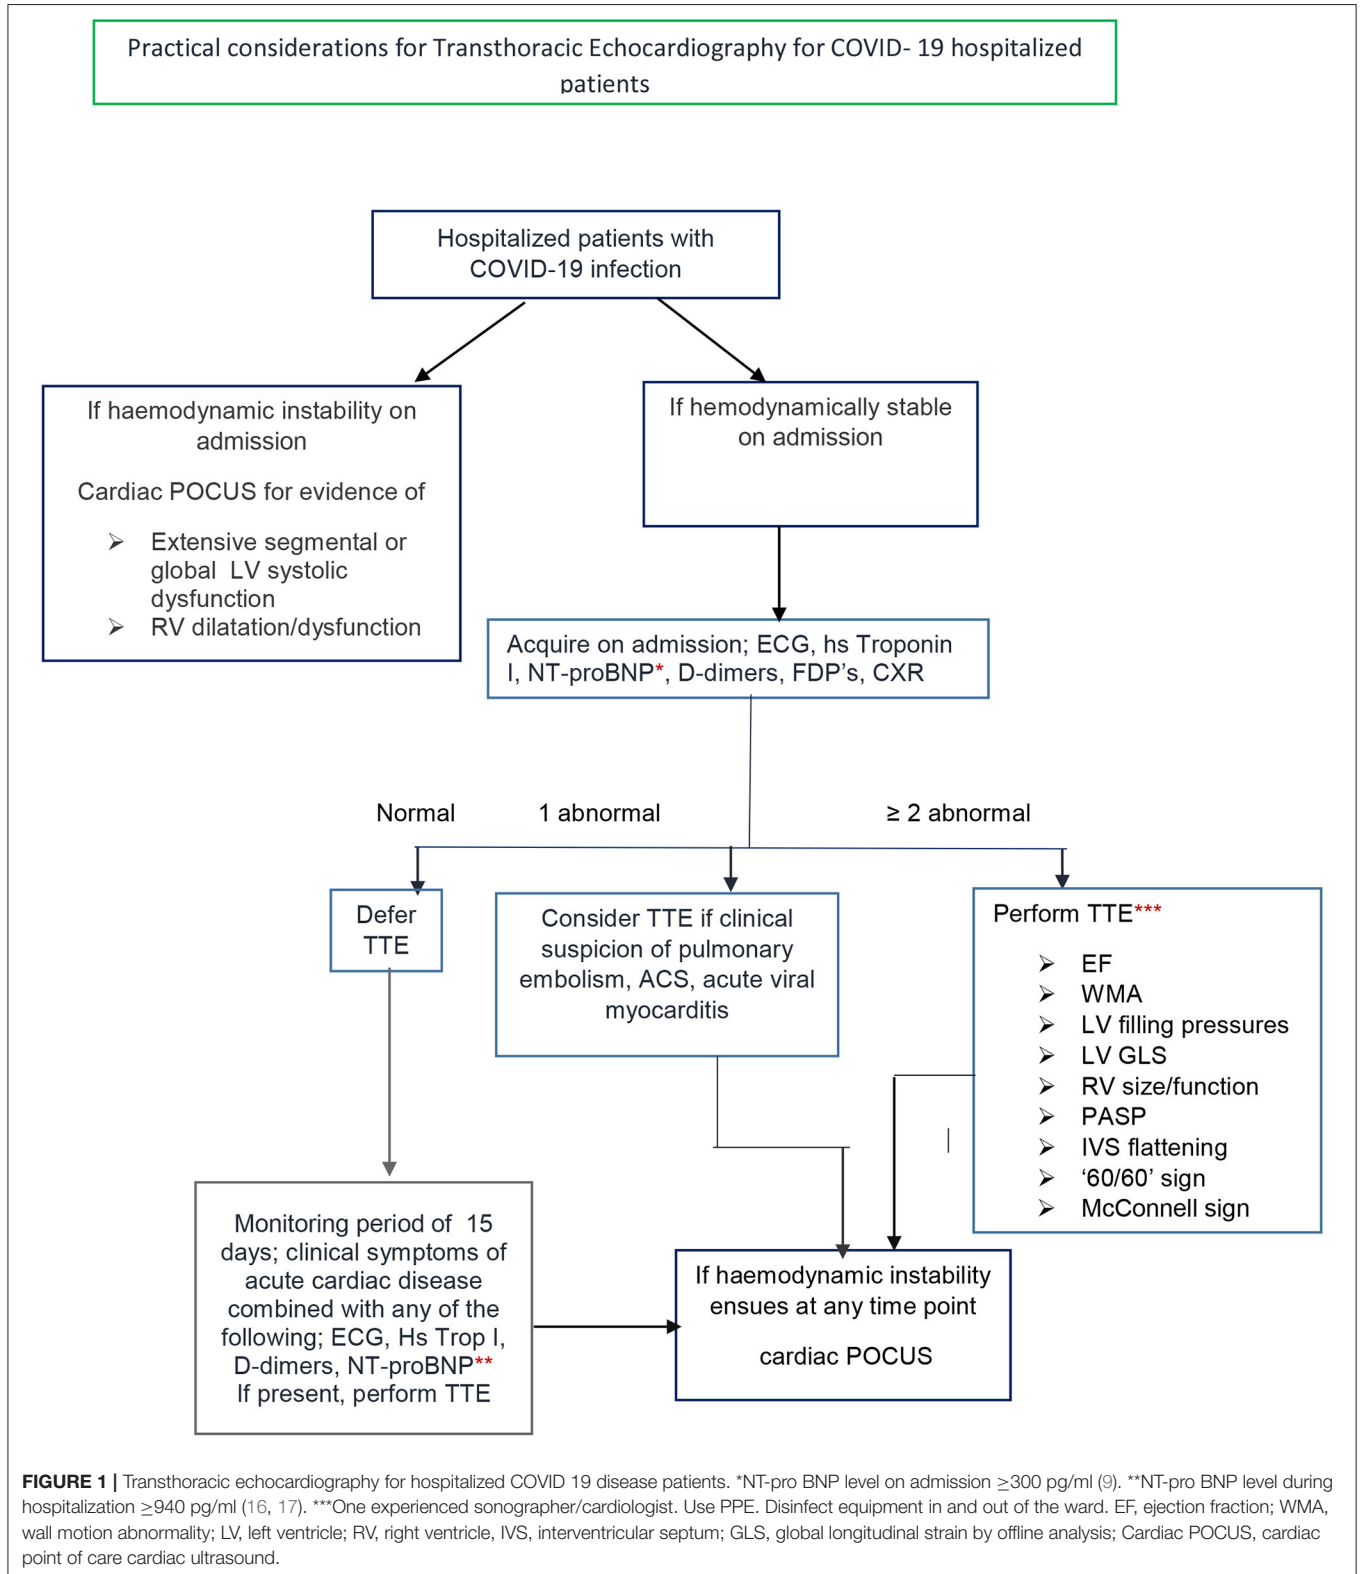 Practical considerations for Transthoracic Echocardiography for COVID- 19 hospitalized
patients
Hospitalized patients with
COVID-19 infection
If haemodynamic instability on
admission
Cardiac POCUS for evidence of
➢ Extensive segmental or
global LV systolic
dysfunction
➢ RV dilatation/dysfunction
If hemodynamically stable
on admission
Acquire on admission; ECG, hs Troponin
I, NT-proBNP*, D-dimers, FDP's, CXR
Normal
1 abnormal
≥ 2 abnormal
Defer
TTE
Consider TTE if clinical
suspicion of pulmonary
embolism, ACS, acute viral
myocarditis
Perform TTE***
➢ EF
➢ WMA
➢ LV filling pressures
➢ LV GLS
➢ RV size/function
➢ PASP
➢ IVS flattening
➢ ‘60/60’ sign
➢ McConnell sign
Monitoring period of 15
days; clinical symptoms of
acute cardiac disease
combined with any of the
following; ECG, Hs Trop I,
D-dimers, NT-proBNP**
If present, perform TTE
If haemodynamic instability
ensues at any time point
cardiac POCUS
FIGURE 1 | Transthoracic echocardiography for hospitalized COVID 19 disease patients. *NT-pro BNP level on admission ≥300 pg/ml (9). **NT-pro BNP level during
hospitalization ≥940 pg/ml (16, 17). ***One experienced sonographer/cardiologist. Use PPE. Disinfect equipment in and out of the ward. EF, ejection fraction; WMA,
wall motion abnormality; LV, left ventricle; RV, right ventricle, IVS, interventricular septum; GLS, global longitudinal strain by offline analysis; Cardiac POCUS, cardiac
point of care cardiac ultrasound.